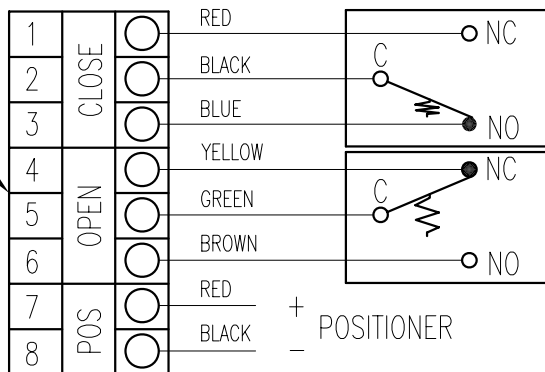 1 RED NC
2 CLOSE BLACK C
3 BLUE NO
4 YELLOW NC
5 OPEN GREEN C
6 BROWN NO
7 RED +
POS POSITIONER
8 BLACK −